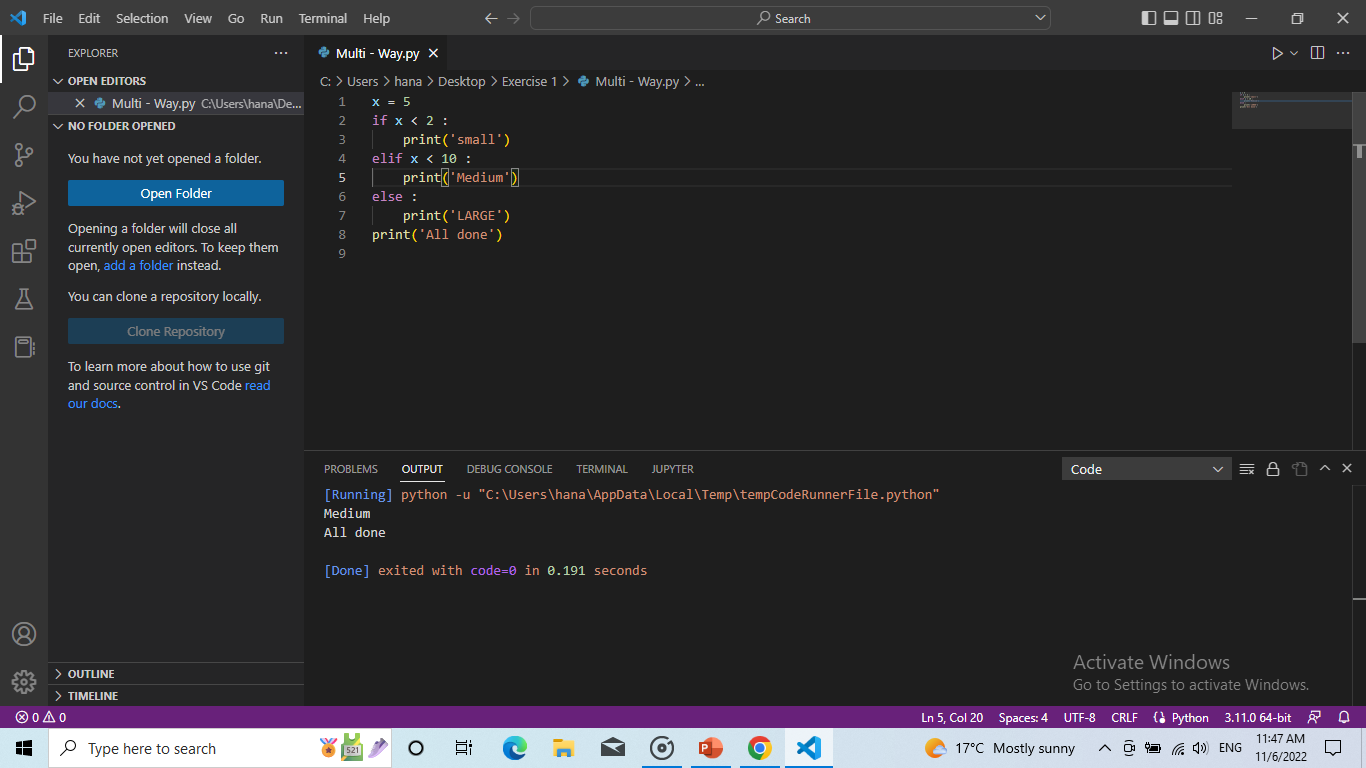 File Edit Selection View Go Run Terminal Help
Search
EXPLORER
Multi - Way.py
OPEN EDITORS
Multi - Way.py C:\Users\hana\De...
NO FOLDER OPENED
You have not yet opened a folder.
Open Folder
Opening a folder will close all
currently open editors. To keep them
open, add a folder instead.
You can clone a repository locally.
Clone Repository
To learn more about how to use git
and source control in VS Code read
our docs.
OUTLINE
TIMELINE
C: > Users > hana > Desktop > Exercise 1 > Multi - Way.py > ...
1 x = 5
2 if x < 2 :
3     print('small')
4 elif x < 10 :
5     print('Medium')
6 else :
7     print('LARGE')
8 print('All done')
9
PROBLEMS OUTPUT DEBUG CONSOLE TERMINAL JUPYTER
Code
[Running] python -u "C:\Users\hana\AppData\Local\Temp\tempCodeRunnerFile.python"
Medium
All done
[Done] exited with code=0 in 0.191 seconds
Activate Windows
Go to Settings to activate Windows.
0 0
Ln 5, Col 20 Spaces: 4 UTF-8 CRLF Python 3.11.0 64-bit
Type here to search
521
17°C Mostly sunny
ENG
11:47 AM
11/6/2022